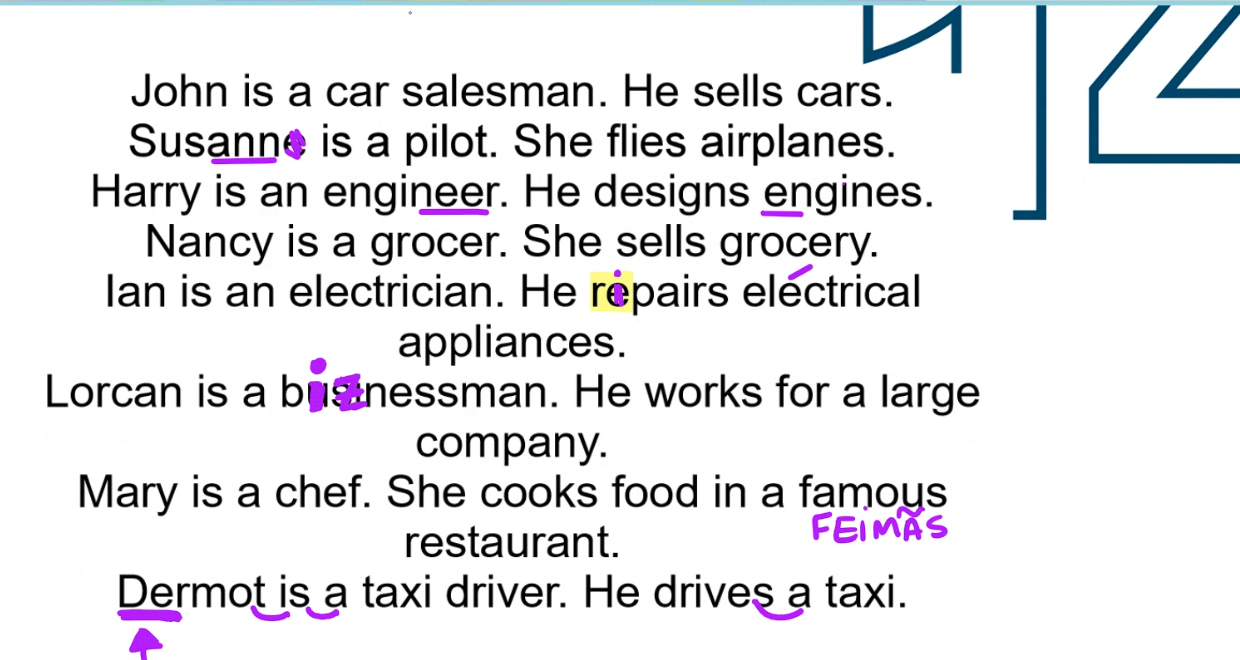 John is a car salesman. He sells cars.
Susanne is a pilot. She flies airplanes.
Harry is an engineer. He designs engines.
Nancy is a grocer. She sells grocery.
Ian is an electrician. He repairs electrical
i
appliances.
Lorcan is a businessman. He works for a large
iz
company.
Mary is a chef. She cooks food in a famous
FEiMÃS
restaurant.
Dermot is a taxi driver. He drives a taxi.